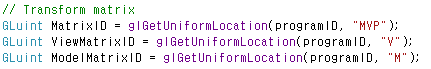 // Transform matrix
GLuint MatrixID = glGetUniformLocation(programID, "MVP");
GLuint ViewMatrixID = glGetUniformLocation(programID, "V");
GLuint ModelMatrixID = glGetUniformLocation(programID, "M");